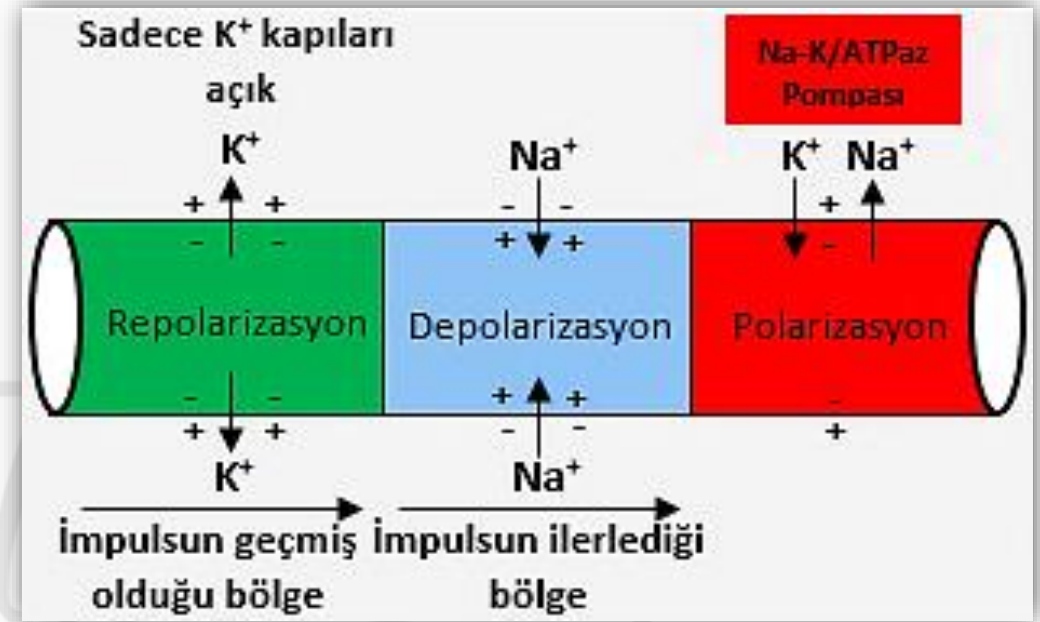 Sadece K⁺ kapıları
açık
Na-K/ATPaz
Pompası
K⁺
Na⁺
K⁺ Na⁺
+ +
- -
- -
+ +
+
-
Repolarizasyon
Depolarizasyon
Polarizasyon
- -
+ +
+ +
- -
-
+
K⁺
Na⁺
İmpulsun geçmiş
olduğu bölge
İmpulsun ilerlediği
bölge